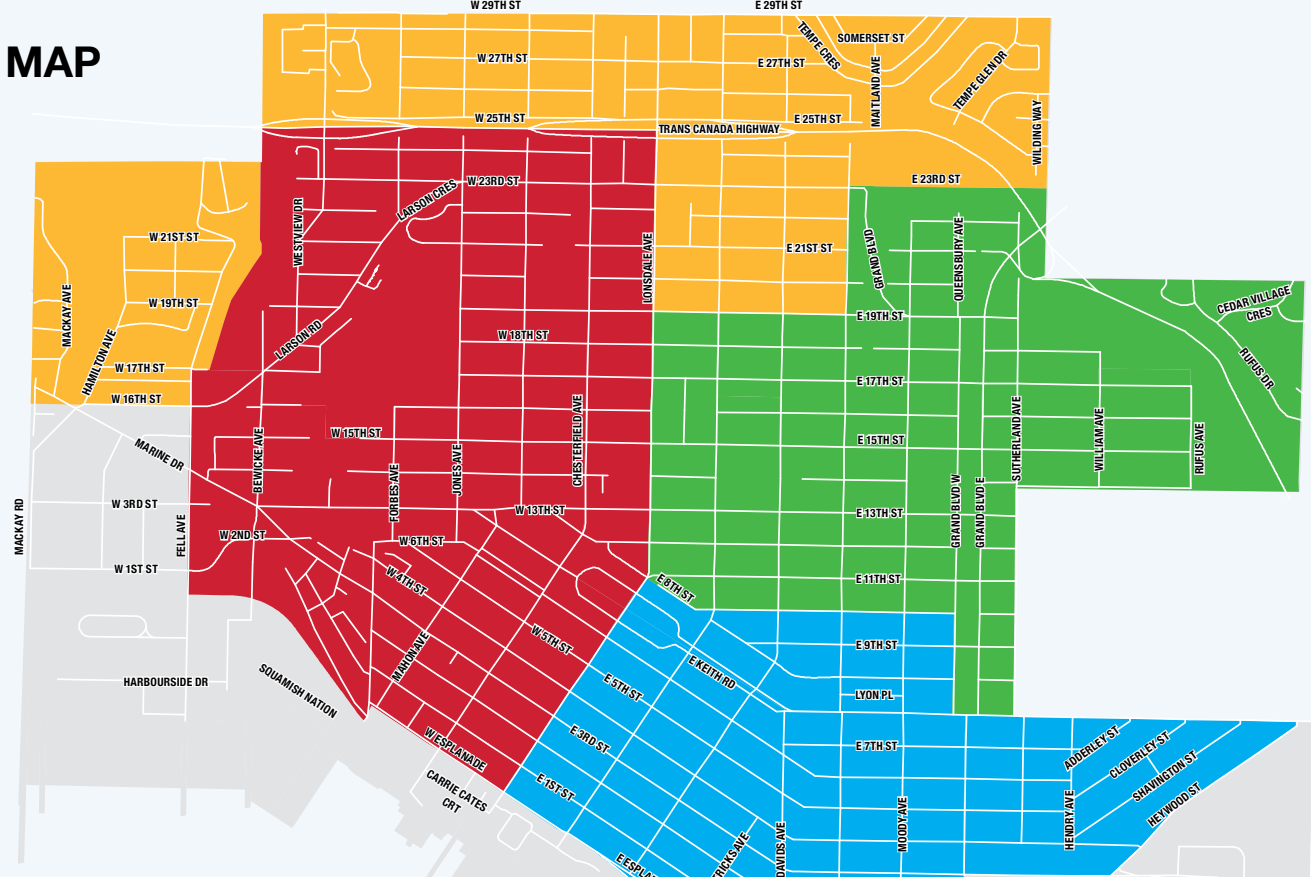 W 29TH ST
E 29TH ST
MAP
TEMPE CRES
SOMERSET ST
W 27TH ST
E 27TH ST
MAITLAND AVE
TEMPE GLEN DR
W 25TH ST
E 25TH ST
TRANS CANADA HIGHWAY
WILDING WAY
W 23RD ST
E 23RD ST
LARSON CRES
WESTVIEW DR
W 21ST ST
E 21ST ST
LONSDALE AVE
GRAND BLVD
QUEENSBURY AVE
MACKAY AVE
W 19TH ST
E 19TH ST
CEDAR VILLAGE
CRES
HAMILTON AVE
LARSON RD
W 18TH ST
RUFUS DR
W 17TH ST
E 17TH ST
W 16TH ST
W 15TH ST
E 15TH ST
CHESTERFIELD AVE
SUTHERLAND AVE
WILLIAM AVE
RUFUS AVE
MARINE DR
BEWICKE AVE
JONES AVE
FORBES AVE
MACKAY RD
W 3RD ST
FELL AVE
W 13TH ST
E 13TH ST
GRAND BLVD W
GRAND BLVD E
W 2ND ST
W 6TH ST
W 1ST ST
W 4TH ST
E 8TH ST
E 11TH ST
W 5TH ST
MAHON AVE
E 9TH ST
E KEITH RD
HARBOURSIDE DR
SQUAMISH NATION
E 5TH ST
LYON PL
W ESPLANADE
E 3RD ST
E 7TH ST
ADDERLEY ST
CLOVERLEY ST
SHAVINGTON ST
HEYWOOD ST
CARRIE CATES
CRT
E 1ST ST
MOODY AVE
HENDRY AVE
E ESPLA
RICKS AVE
DAVIDS AVE